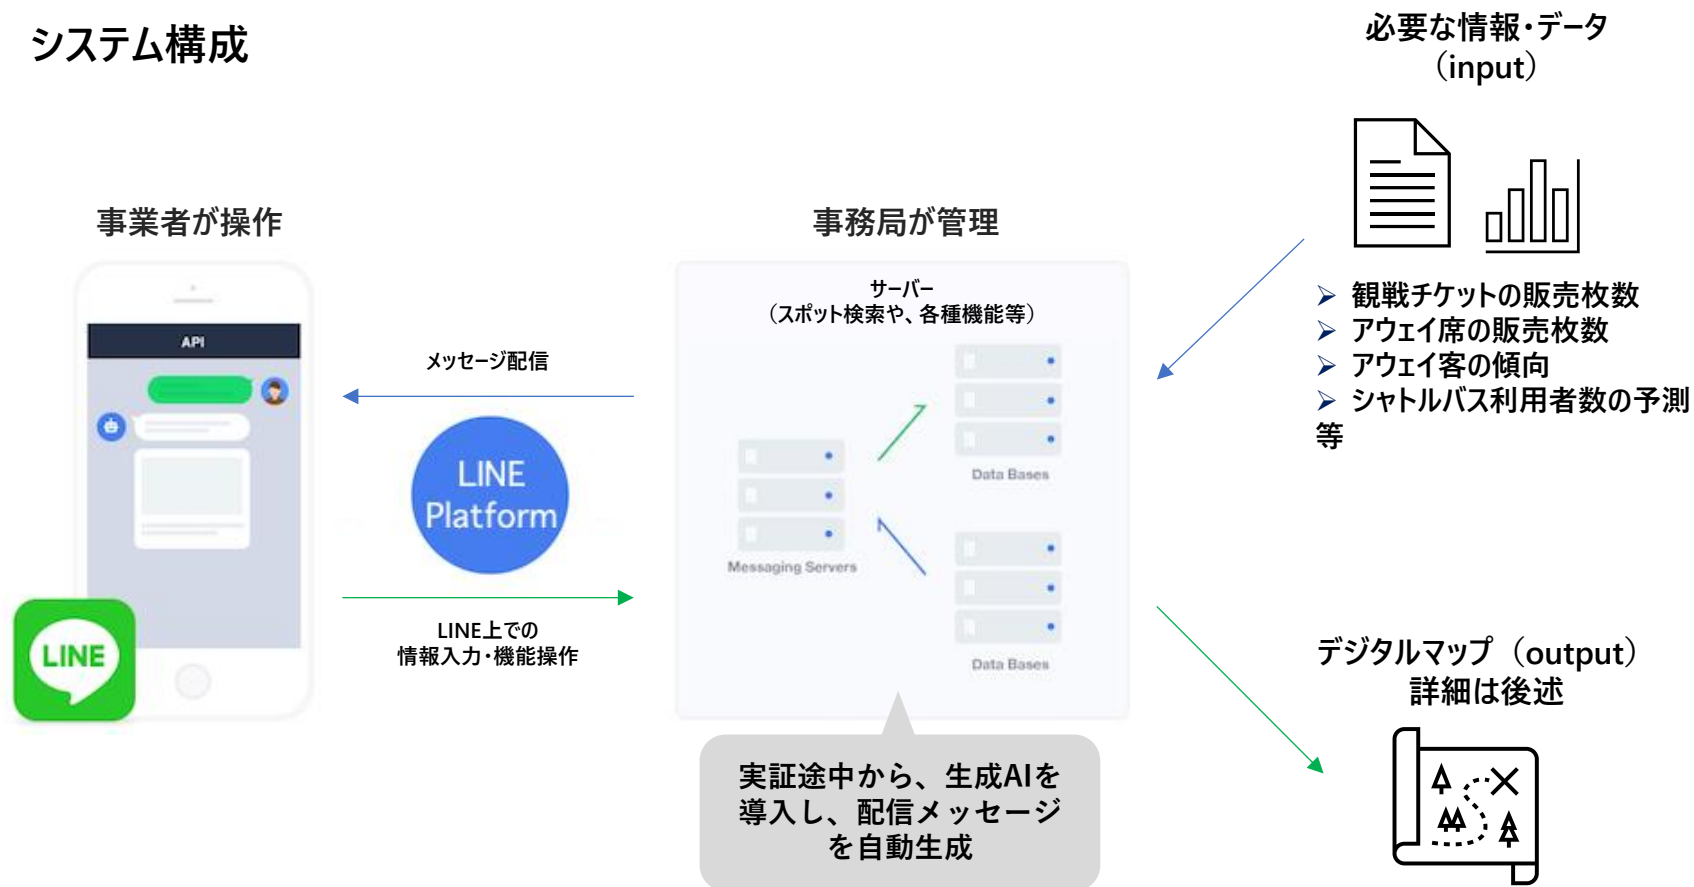 システム構成
必要な情報・データ
（input）
事業者が操作
事務局が管理
サーバー
（スポット検索や、各種機能等）
API
メッセージ配信
LINE
Platform
LINE上での
情報入力・機能操作
LINE
Messaging Servers
Data Bases
Data Bases
実証途中から、生成AIを
導入し、配信メッセージ
を自動生成
➢ 観戦チケットの販売枚数
➢ アウェイ席の販売枚数
➢ アウェイ客の傾向
➢ シャトルバス利用者数の予測
等
デジタルマップ（output）
詳細は後述